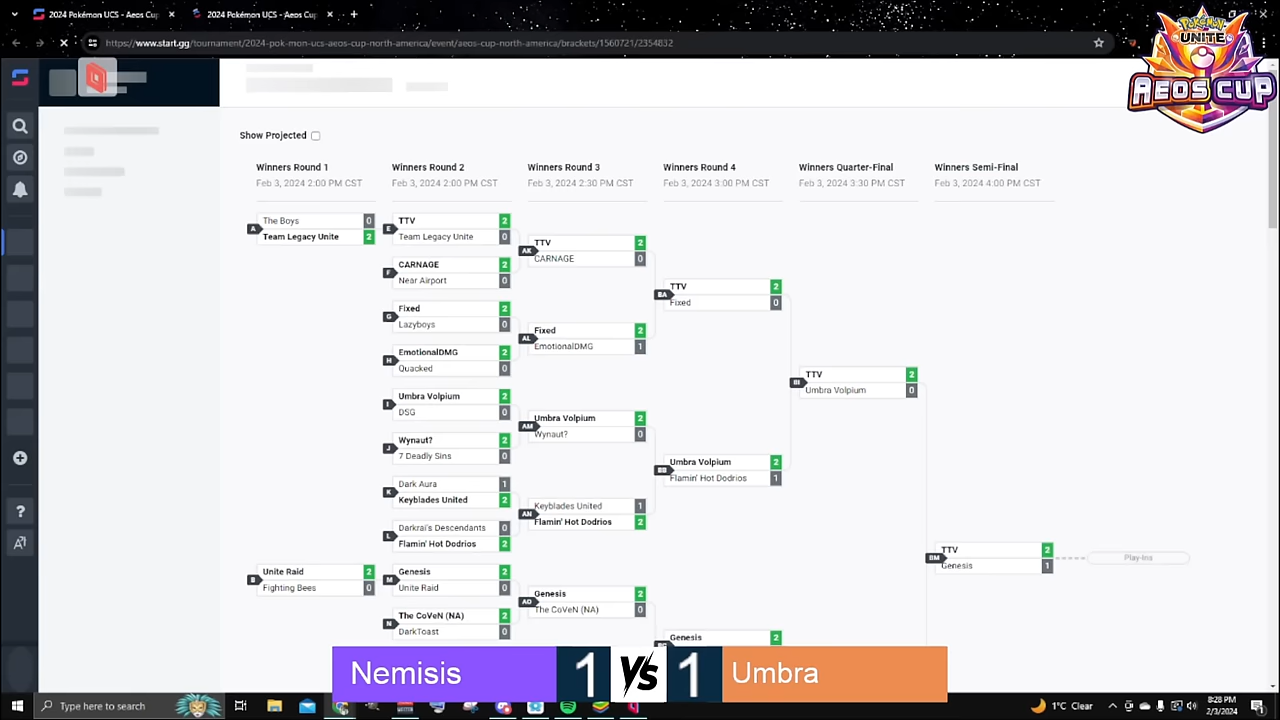 2024 Pokémon UCS - Aeos Cup
2024 Pokémon UCS - Aeos Cup
https://www.start.gg/tournament/2024-pok-mon-ucs-aeos-cup-north-america/event/aeos-cup-north-america/brackets/1560721/2354832
POKÉMON
UNITE
AEOS CUP
Show Projected
Winners Round 1
Feb 3, 2024 2:00 PM CST
Winners Round 2
Feb 3, 2024 2:00 PM CST
Winners Round 3
Feb 3, 2024 2:30 PM CST
Winners Round 4
Feb 3, 2024 3:00 PM CST
Winners Quarter-Final
Feb 3, 2024 3:30 PM CST
Winners Semi-Final
Feb 3, 2024 4:00 PM CST
A
The Boys 0
Team Legacy Unite 2
B
Unite Raid 2
Fighting Bees 0
E
TTV 2
Team Legacy Unite 0
F
CARNAGE 2
Near Airport 0
G
Fixed 2
Lazyboys 0
H
EmotionalDMG 2
Quacked 0
I
Umbra Volpium 2
DSG 0
J
Wynaut? 2
7 Deadly Sins 0
K
Dark Aura 1
Keyblades United 2
L
Darkrai's Descendants 0
Flamin' Hot Dodrios 2
M
Genesis 2
Unite Raid 0
N
The CoVeN (NA) 2
DarkToast 0
AK
TTV 2
CARNAGE 0
AL
Fixed 2
EmotionalDMG 1
AM
Umbra Volpium 2
Wynaut? 0
AN
Keyblades United 1
Flamin' Hot Dodrios 2
AO
Genesis 2
The CoVeN (NA) 0
BA
TTV 2
Fixed 0
BB
Umbra Volpium 2
Flamin' Hot Dodrios 1
Genesis 2
BI
TTV 2
Umbra Volpium 0
BM
TTV 2
Genesis 1
Play-Ins
Nemisis 1 VS 1 Umbra
Type here to search
1°C Clear
8:28 PM
2/3/2024